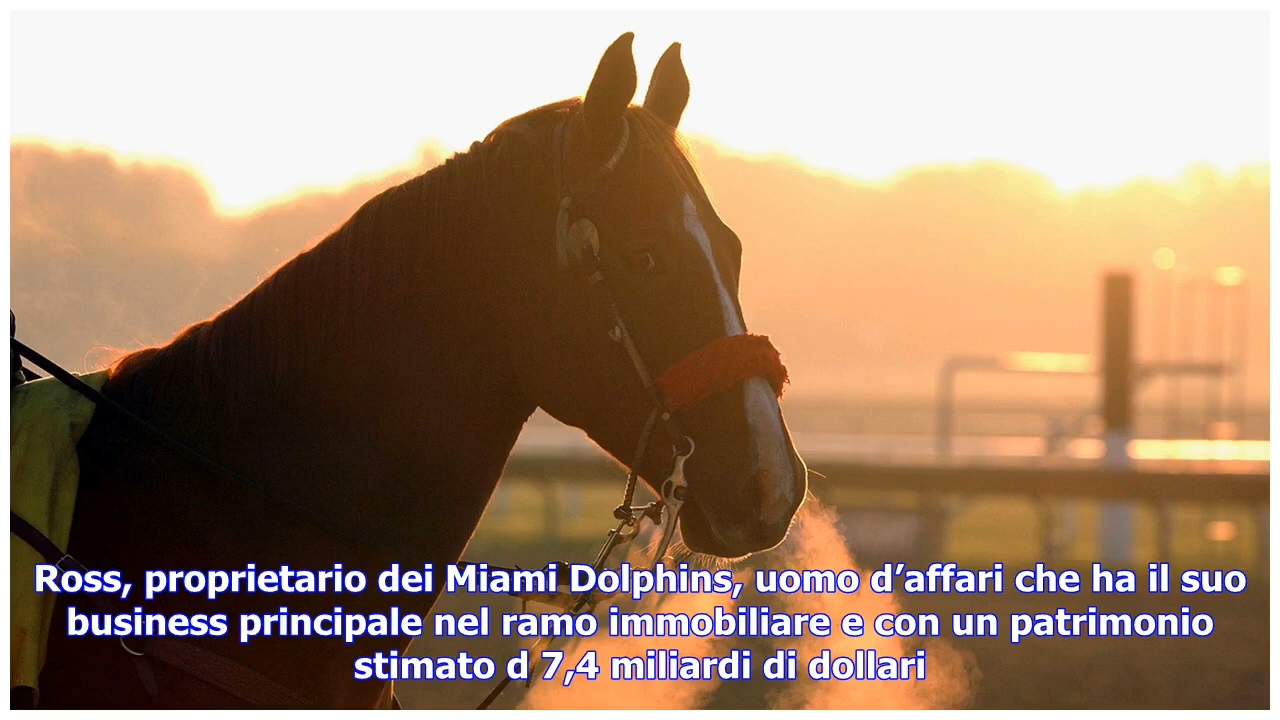 Ross, proprietario dei Miami Dolphins, uomo d’affari che ha il suo
business principale nel ramo immobiliare e con un patrimonio
stimato d 7,4 miliardi di dollari